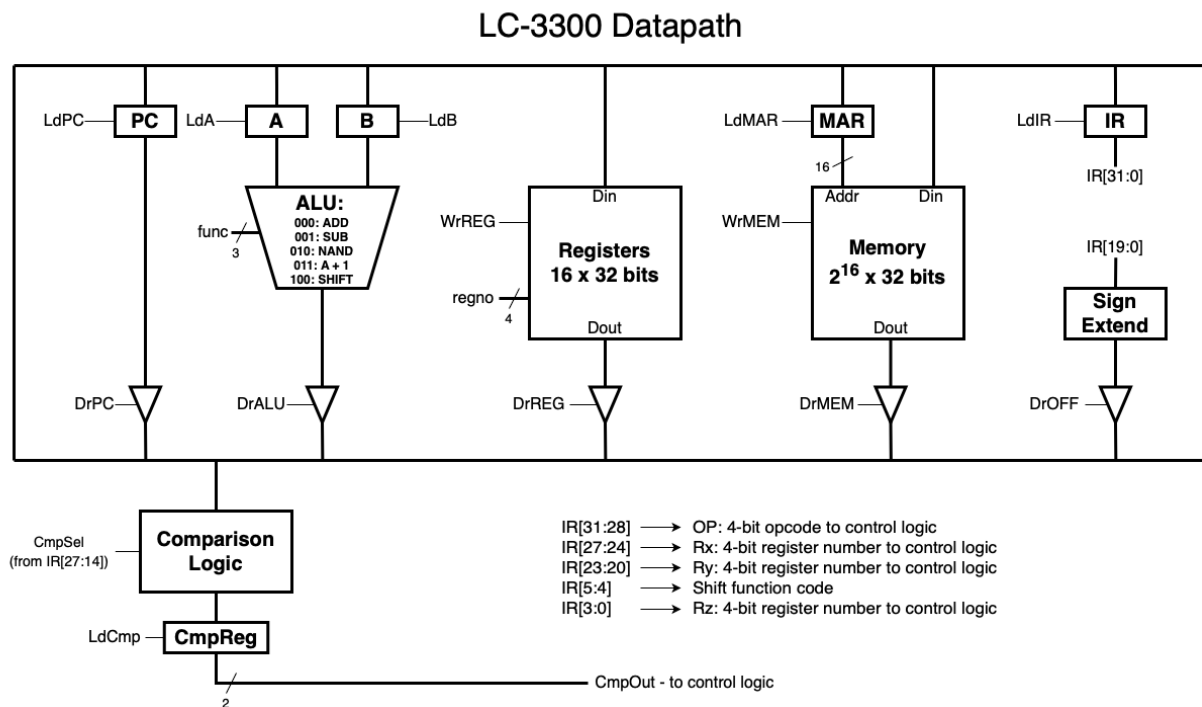 LC-3300 Datapath
LdPC
PC
LdA
A
B
LdB
LdMAR
MAR
LdIR
IR
16
IR[31:0]
ALU:
000: ADD
001: SUB
010: NAND
011: A + 1
100: SHIFT
func
3
Din
WrREG
Registers
16 x 32 bits
regno
4
Dout
Addr
Din
WrMEM
Memory
2^16 x 32 bits
Dout
IR[19:0]
Sign
Extend
DrPC
DrALU
DrREG
DrMEM
DrOFF
CmpSel
(from IR[27:14])
Comparison
Logic
LdCmp
CmpReg
2
CmpOut - to control logic
IR[31:28] → OP: 4-bit opcode to control logic
IR[27:24] → Rx: 4-bit register number to control logic
IR[23:20] → Ry: 4-bit register number to control logic
IR[5:4] → Shift function code
IR[3:0] → Rz: 4-bit register number to control logic